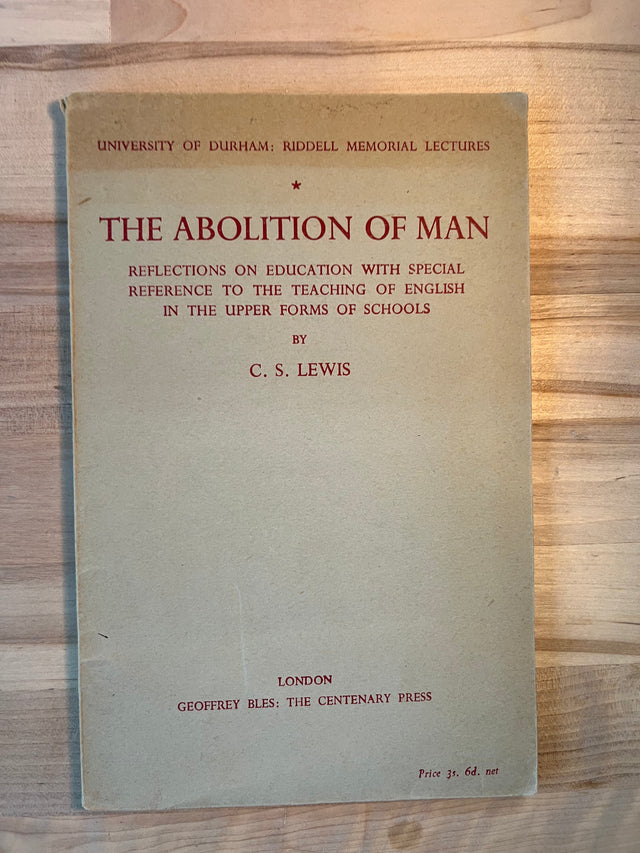 UNIVERSITY OF DURHAM: RIDDELL MEMORIAL LECTURES
★
THE ABOLITION OF MAN
REFLECTIONS ON EDUCATION WITH SPECIAL
REFERENCE TO THE TEACHING OF ENGLISH
IN THE UPPER FORMS OF SCHOOLS
BY
C. S. LEWIS
LONDON
GEOFFREY BLES: THE CENTENARY PRESS
Price 3s. 6d. net